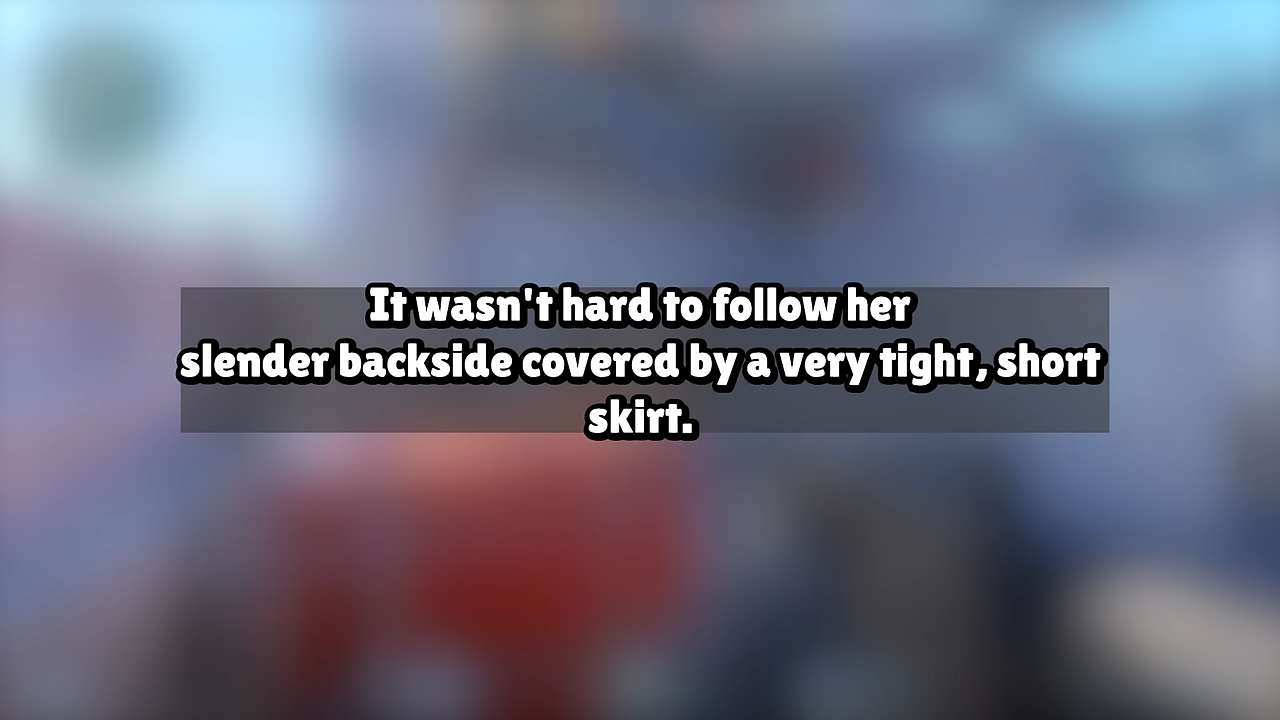 It wasn't hard to follow her
slender backside covered by a very tight, short
skirt.